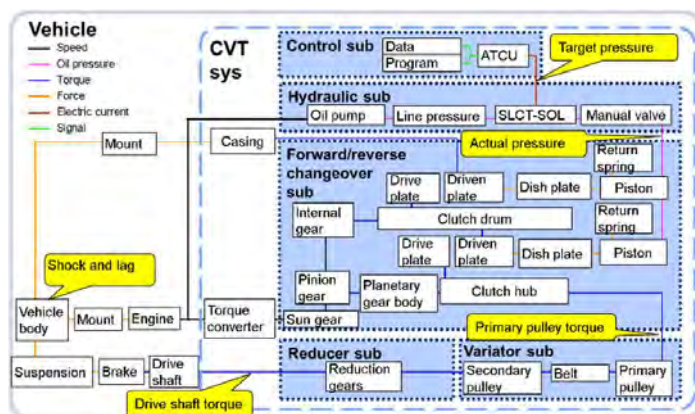 Vehicle
Speed
Oil pressure
Torque
Force
Electric current
Signal
CVT
sys
Control sub
Data
Program
ATCU
Target pressure
Hydraulic sub
Oil pump
Line pressure
SLCT-SOL
Manual valve
Actual pressure
Mount
Casing
Forward/reverse
changeover
sub
Return
spring
Drive
plate
Driven
plate
Dish plate
Piston
Internal
gear
Clutch drum
Return
spring
Drive
plate
Driven
plate
Dish plate
Piston
Shock and lag
Pinion
gear
Planetary
gear body
Clutch hub
Vehicle
body
Mount
Engine
Torque
converter
Sun gear
Primary pulley torque
Reducer sub
Variator sub
Suspension
Brake
Drive
shaft
Reduction
gears
Secondary
pulley
Belt
Primary
pulley
Drive shaft torque